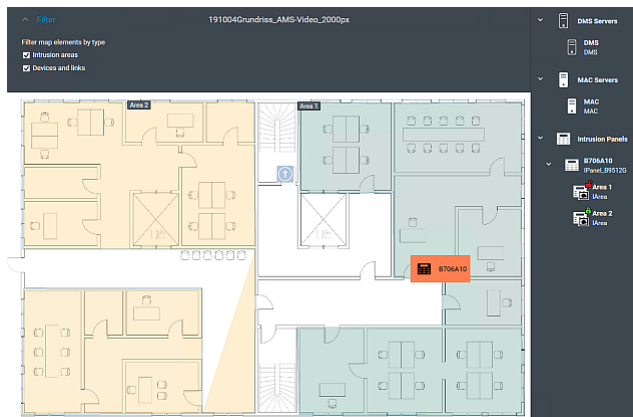 Filter
191004Grundriss_AMS-Video_2000px
Filter map elements by type
Intrusion areas
Devices and links
Area 2
Area 1
B706A10
DMS Servers
DMS
DMS
MAC Servers
MAC
MAC
Intrusion Panels
B706A10
IPanel_B9512G
Area 1
IArea
Area 2
IArea